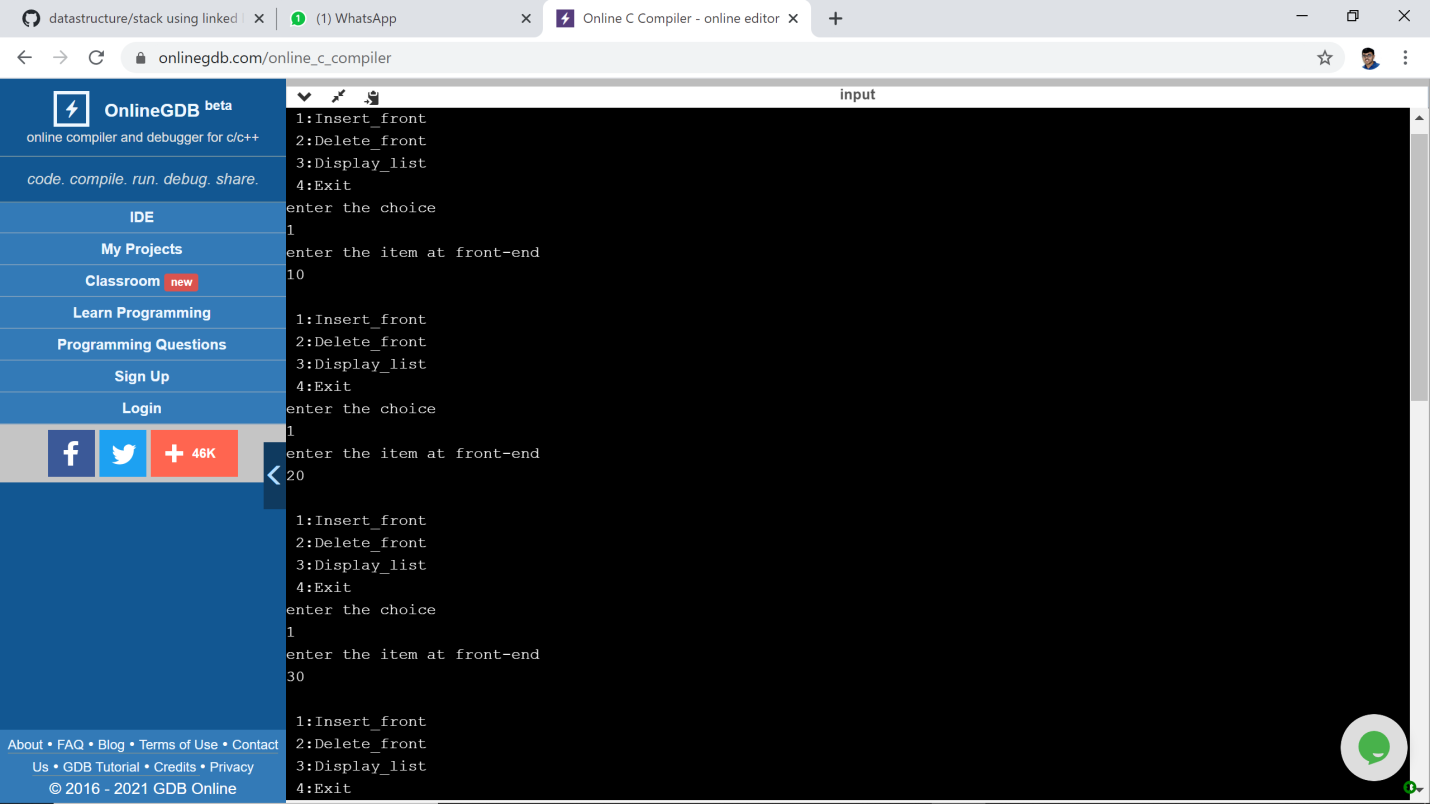 datastructure/stack using linked
(1) WhatsApp
Online C Compiler - online editor
onlinegdb.com/online_c_compiler
OnlineGDB beta
online compiler and debugger for c/c++
code. compile. run. debug. share.
IDE
My Projects
Classroom new
Learn Programming
Programming Questions
Sign Up
Login
46K
About • FAQ • Blog • Terms of Use • Contact
Us • GDB Tutorial • Credits • Privacy
© 2016 - 2021 GDB Online
input
1:Insert_front
2:Delete_front
3:Display_list
4:Exit
enter the choice
1
enter the item at front-end
10
1:Insert_front
2:Delete_front
3:Display_list
4:Exit
enter the choice
1
enter the item at front-end
20
1:Insert_front
2:Delete_front
3:Display_list
4:Exit
enter the choice
1
enter the item at front-end
30
1:Insert_front
2:Delete_front
3:Display_list
4:Exit